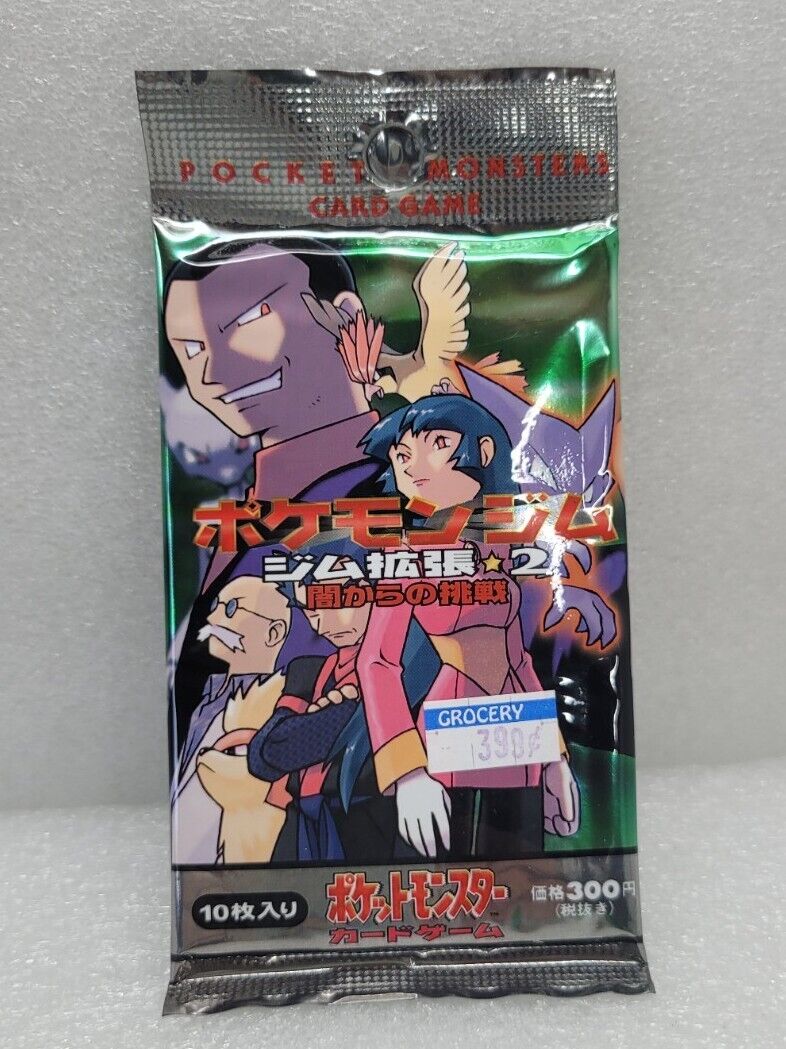 POCKET MONSTERS
CARD GAME
ポケモンジム
ジム拡張★2
闇からの挑戦
GROCERY
390¢
10枚入り
ポケットモンスター™
カードゲーム
価格300円
(税抜き)